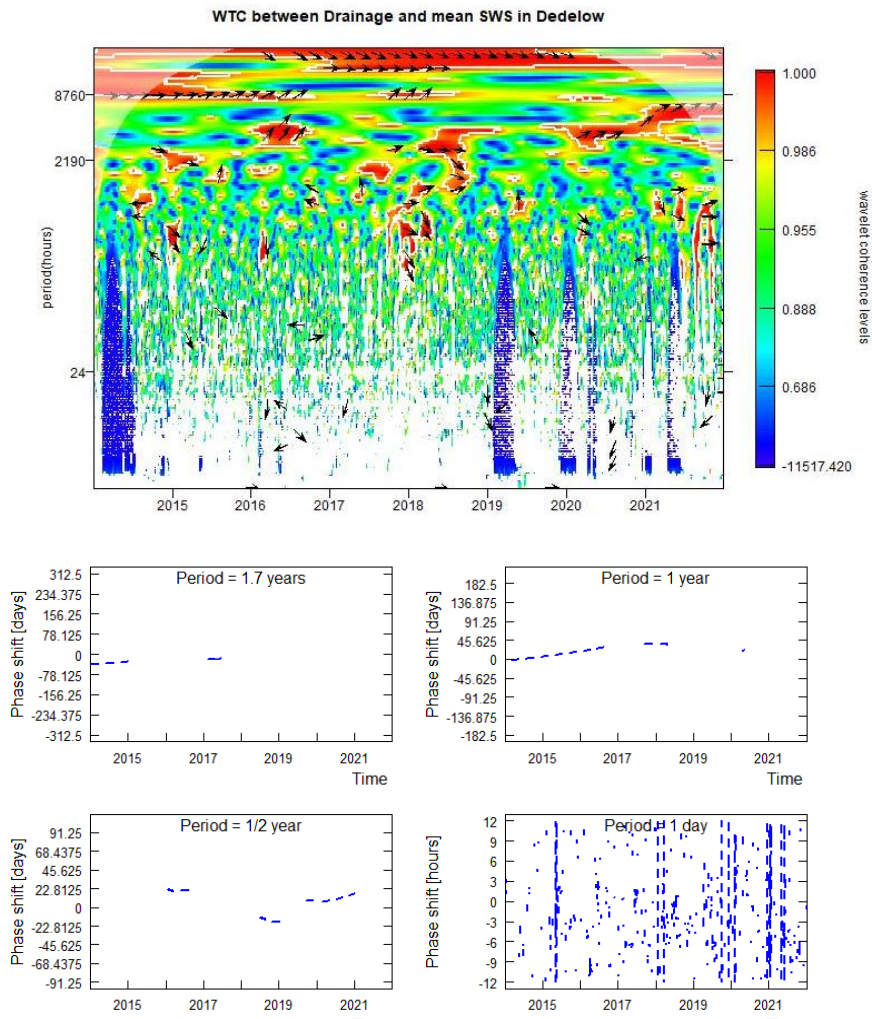 WTC between Drainage and mean SWS in Dedelow
period(hours)
8760
2190
24
2015 2016 2017 2018 2019 2020 2021
1.000
0.986
0.955
0.888
0.686
-11517.420
wavelet coherence levels
Period = 1.7 years
Phase shift [days]
312.5
234.375
156.25
78.125
0
-78.125
-156.25
-234.375
-312.5
2015 2017 2019 2021
Time
Period = 1 year
Phase shift [days]
182.5
136.875
91.25
45.625
0
-45.625
-91.25
-136.875
-182.5
2015 2017 2019 2021
Time
Period = 1/2 year
Phase shift [days]
91.25
68.4375
45.625
22.8125
0
-22.8125
-45.625
-68.4375
-91.25
2015 2017 2019 2021
Period = 1 day
Phase shift [hours]
12
9
6
3
0
-3
-6
-9
-12
2015 2017 2019 2021